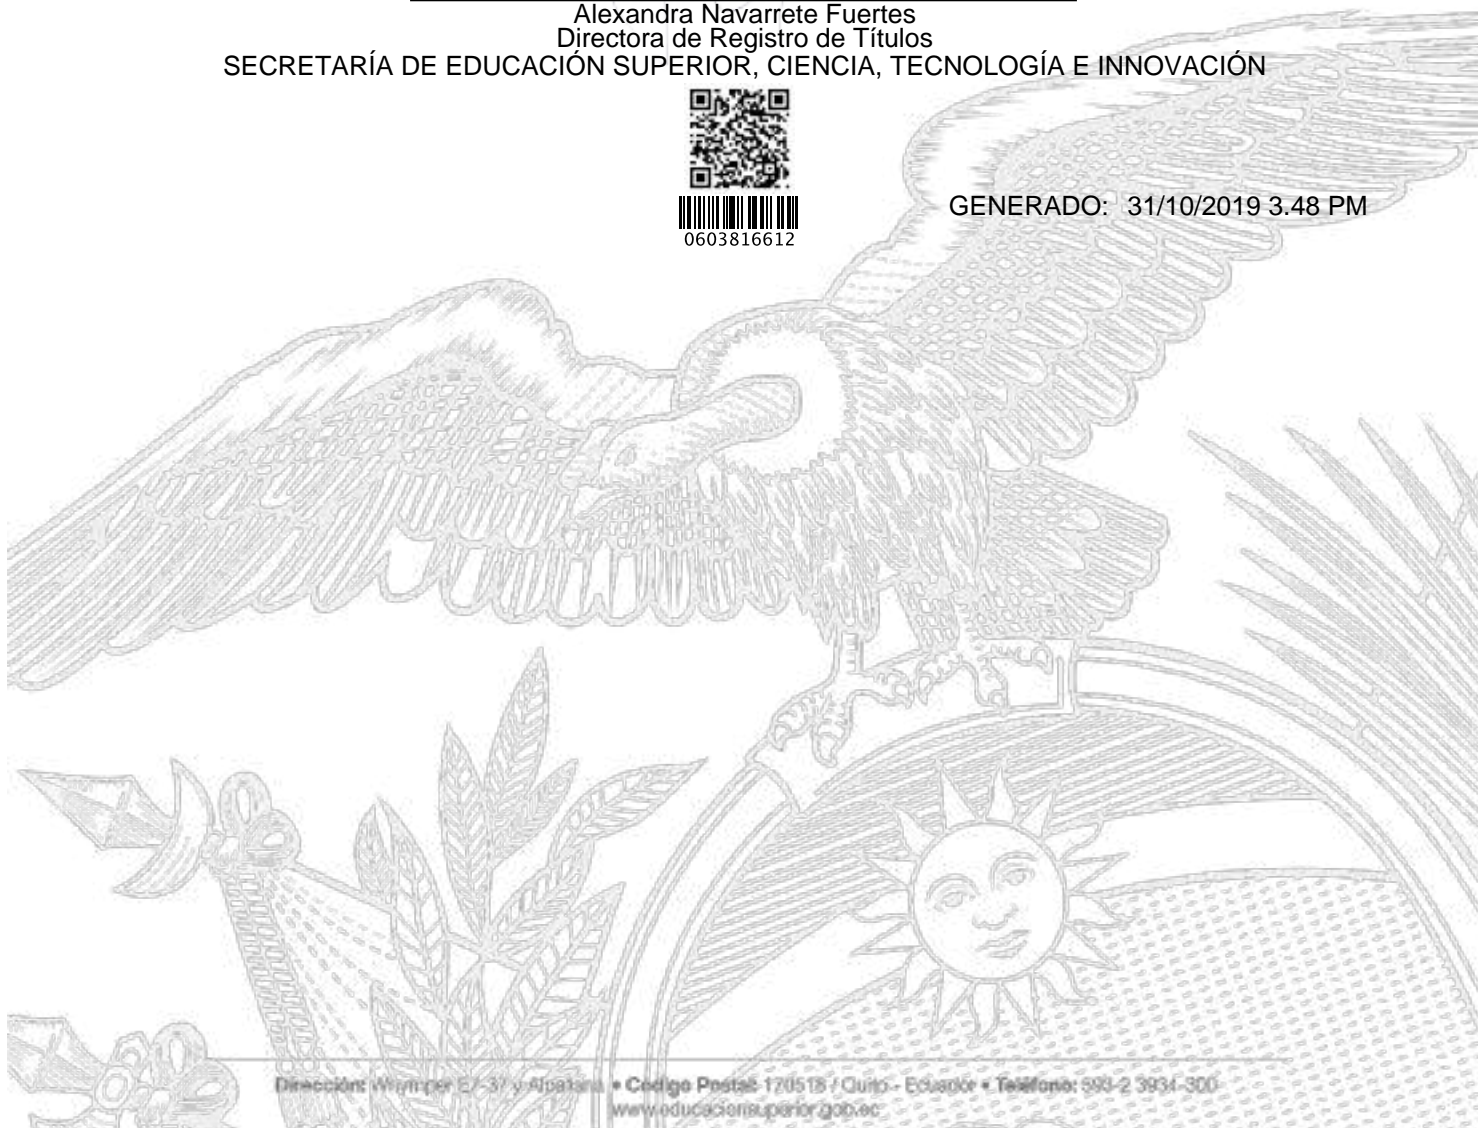 Alexandra Navarrete Fuertes
Directora de Registro de Títulos
SECRETARÍA DE EDUCACIÓN SUPERIOR, CIENCIA, TECNOLOGÍA E INNOVACIÓN
GENERADO: 31/10/2019 3.48 PM
0603816612
Dirección: Whymper E7-37 y Alpallana • Código Postal: 170518 / Quito - Ecuador • Teléfono: 593-2 3934-300
www.educacionsuperior.gob.ec